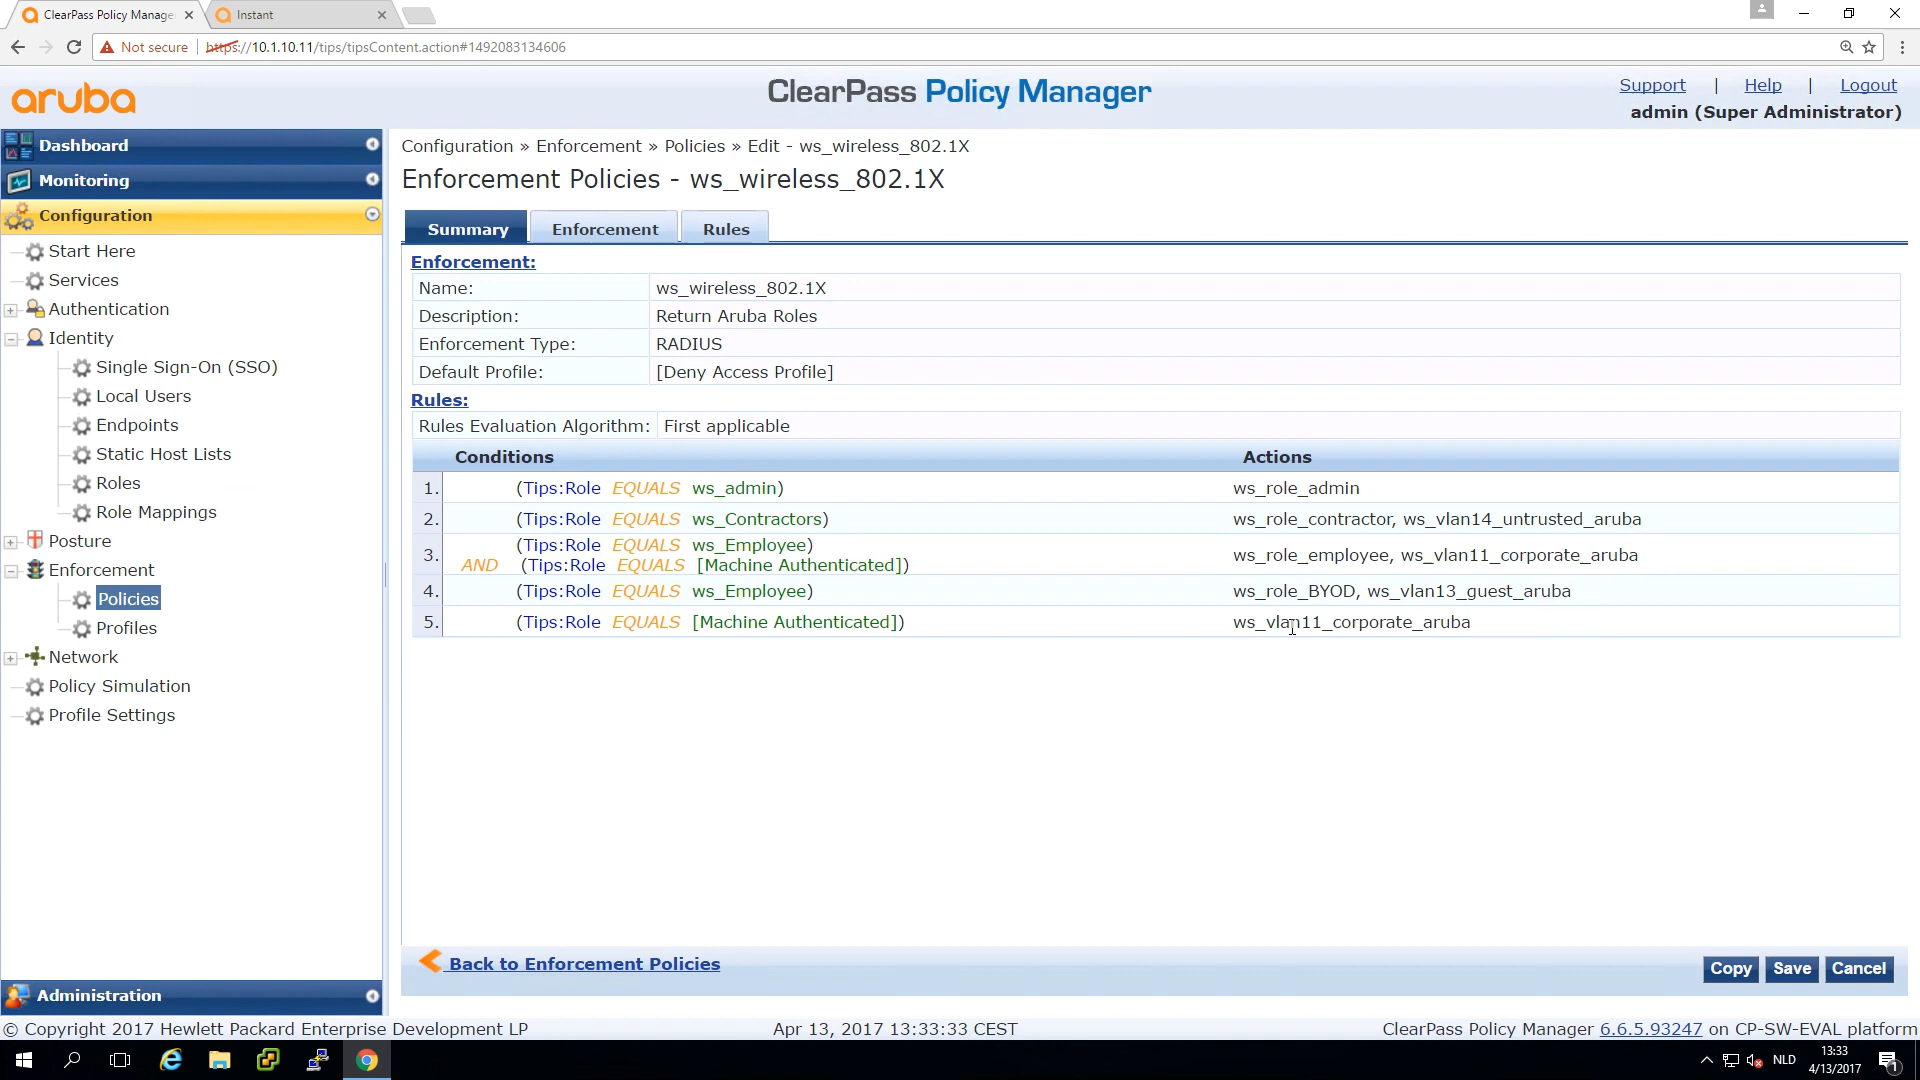 ClearPass Policy Manage
Instant
Not secure
https://10.1.10.11/tips/tipsContent.action#1492083134606
aruba
ClearPass Policy Manager
Support | Help | Logout
admin (Super Administrator)
Dashboard
Monitoring
Configuration
Start Here
Services
Authentication
Identity
Single Sign-On (SSO)
Local Users
Endpoints
Static Host Lists
Roles
Role Mappings
Posture
Enforcement
Policies
Profiles
Network
Policy Simulation
Profile Settings
Administration
Configuration » Enforcement » Policies » Edit - ws_wireless_802.1X
Enforcement Policies - ws_wireless_802.1X
Summary Enforcement Rules
Enforcement:
Name: ws_wireless_802.1X
Description: Return Aruba Roles
Enforcement Type: RADIUS
Default Profile: [Deny Access Profile]
Rules:
Rules Evaluation Algorithm: First applicable
Conditions Actions
1. (Tips:Role EQUALS ws_admin) ws_role_admin
2. (Tips:Role EQUALS ws_Contractors) ws_role_contractor, ws_vlan14_untrusted_aruba
3. (Tips:Role EQUALS ws_Employee)
AND (Tips:Role EQUALS [Machine Authenticated]) ws_role_employee, ws_vlan11_corporate_aruba
4. (Tips:Role EQUALS ws_Employee) ws_role_BYOD, ws_vlan13_guest_aruba
5. (Tips:Role EQUALS [Machine Authenticated]) ws_vlan11_corporate_aruba
Back to Enforcement Policies
Copy Save Cancel
© Copyright 2017 Hewlett Packard Enterprise Development LP Apr 13, 2017 13:33:33 CEST ClearPass Policy Manager 6.6.5.93247 on CP-SW-EVAL platform
NLD
13:33
4/13/2017
1